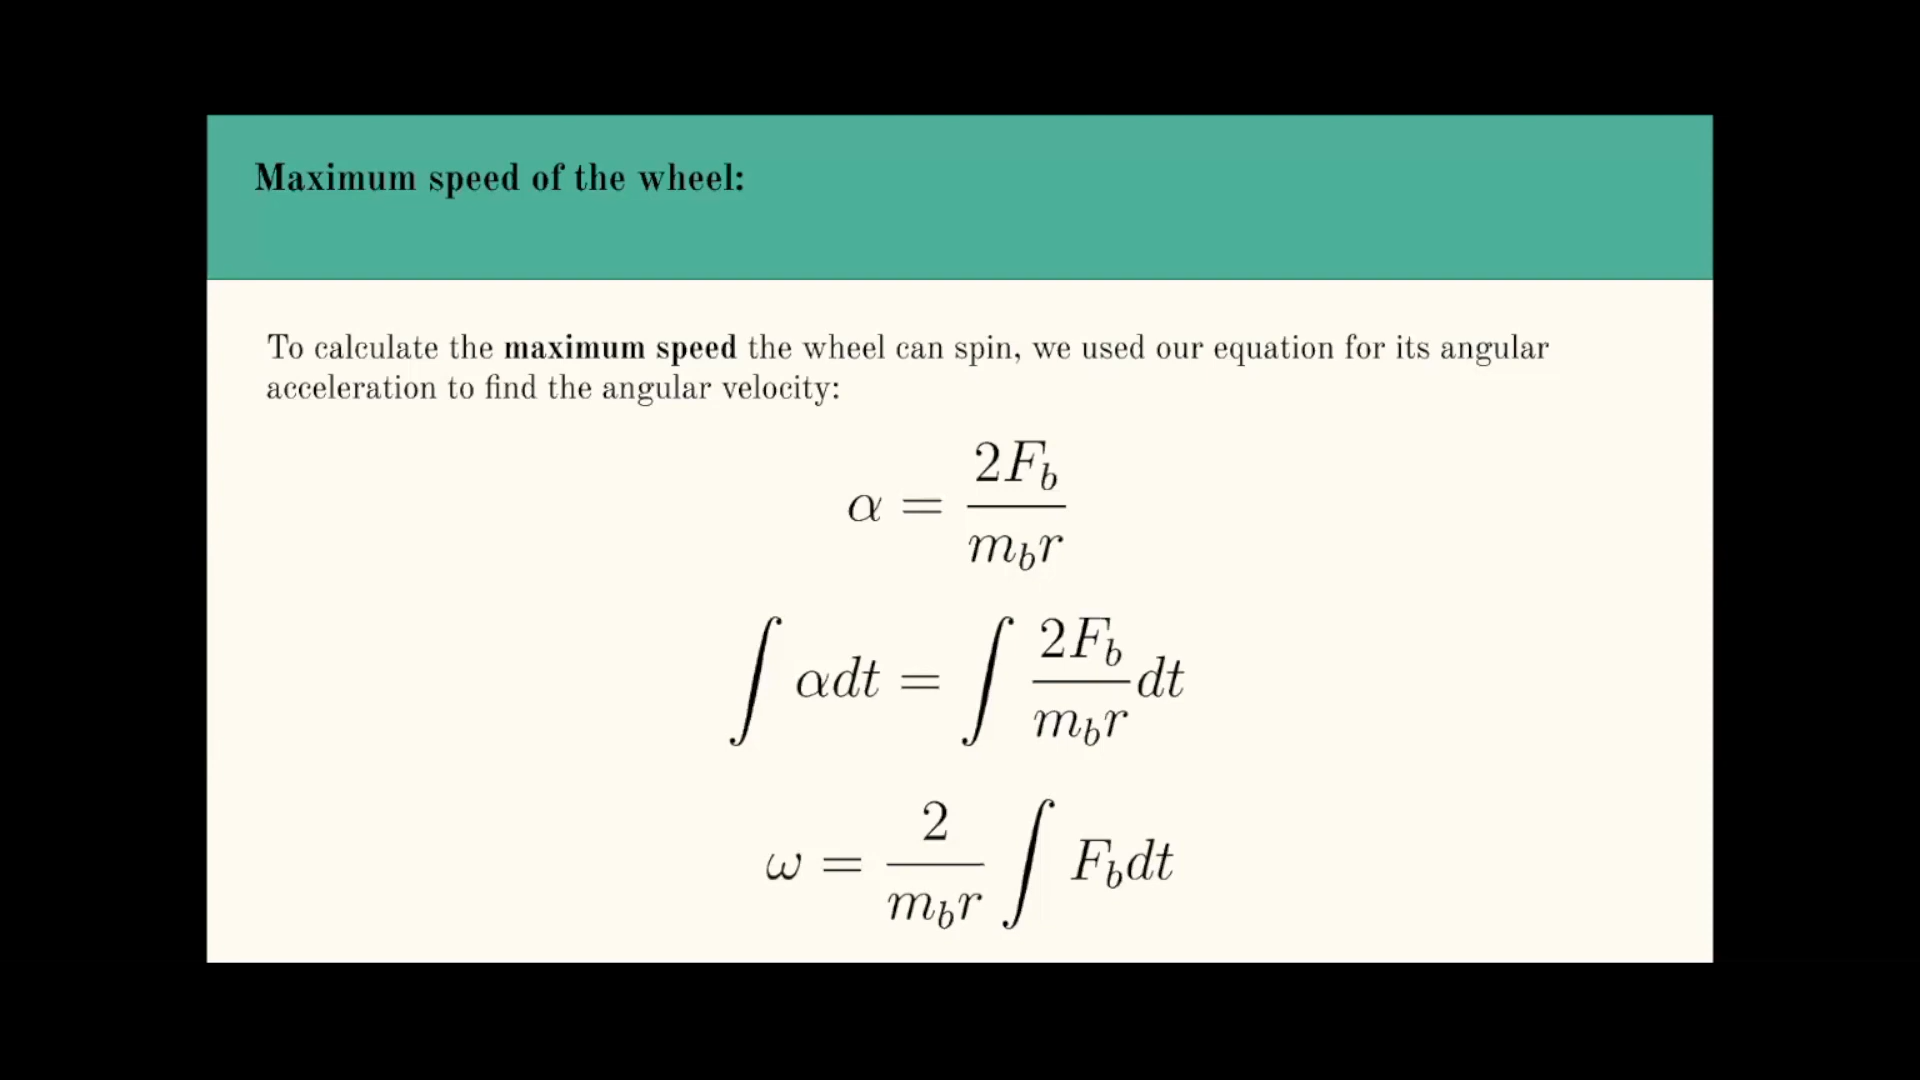 Maximum speed of the wheel:
To calculate the maximum speed the wheel can spin, we used our equation for its angular
acceleration to find the angular velocity:
α = 2F_b / m_b r
∫ αdt = ∫ 2F_b / m_b r dt
ω = 2 / m_b r ∫ F_b dt